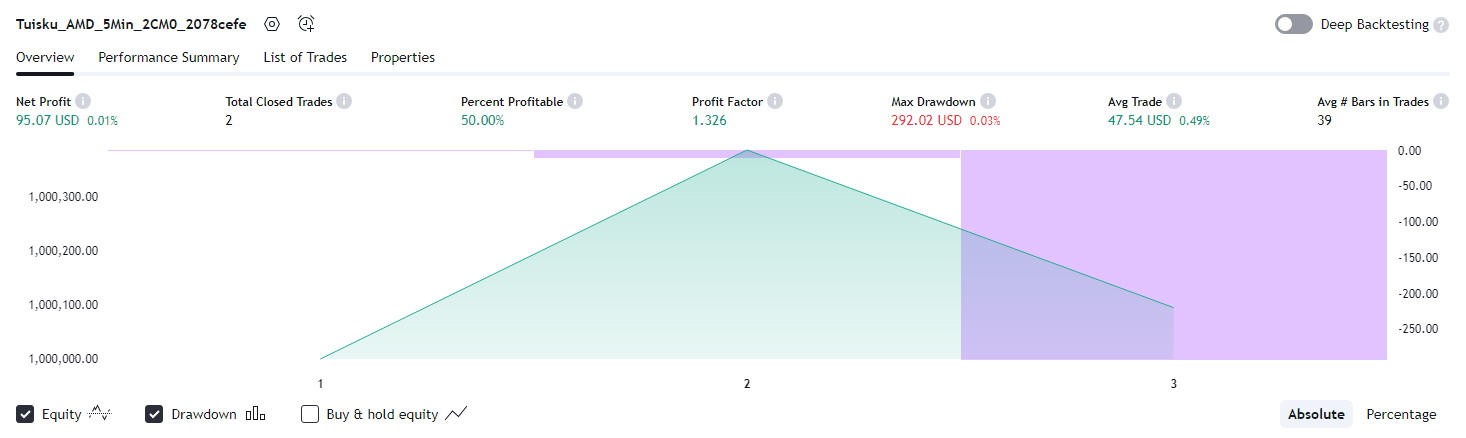 Tuisku_AMD_5Min_2CM0_2078cefe Deep Backtesting ?
Overview Performance Summary List of Trades Properties
Net Profit i Total Closed Trades i Percent Profitable i Profit Factor i Max Drawdown i Avg Trade i Avg # Bars in Trades i
95.07 USD 0.01% 2 50.00% 1.326 292.02 USD 0.03% 47.54 USD 0.49% 39
0.00
-50.00
1,000,300.00
-100.00
1,000,200.00
-150.00
-200.00
1,000,100.00
-250.00
1,000,000.00
1 2 3
Equity Drawdown Buy & hold equity Absolute Percentage